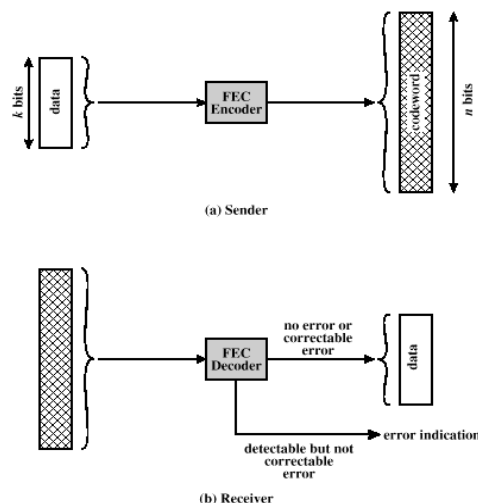 k bits
data
FEC
Encoder
codeword
n bits
(a) Sender
no error or
correctable
error
FEC
Decoder
data
error indication
detectable but not
correctable
error
(b) Receiver